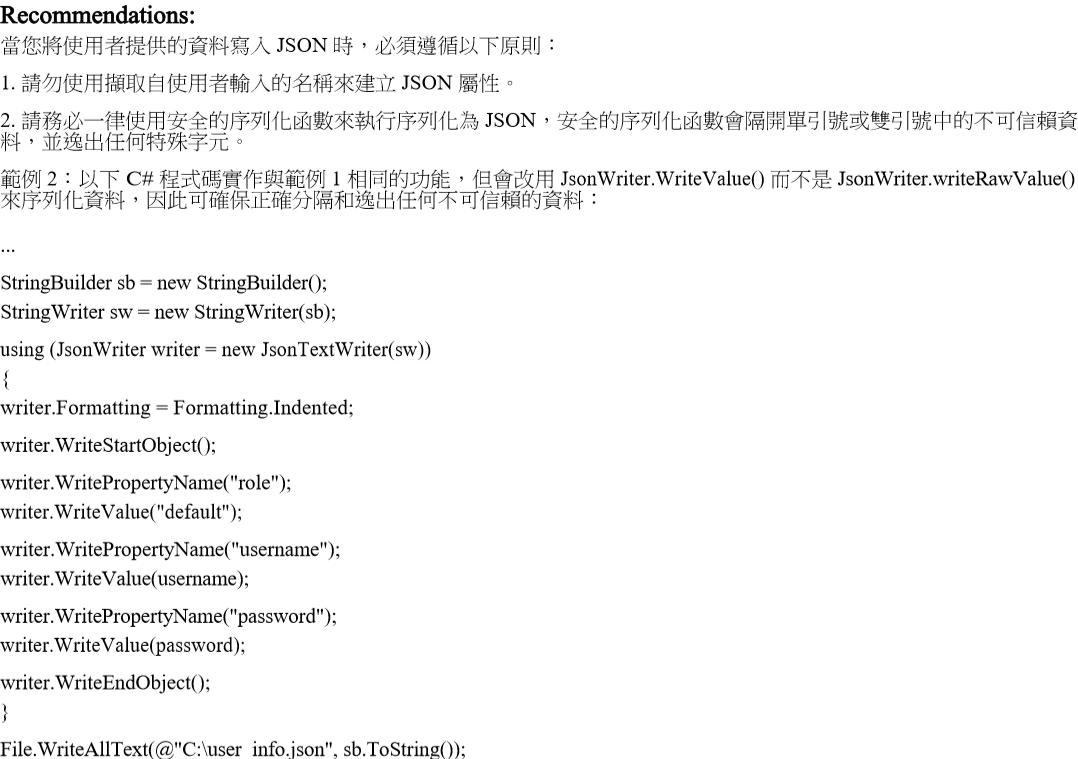 Recommendations:
當您將使用者提供的資料寫入 JSON 時，必須遵循以下原則：
1. 請勿使用擷取自使用者輸入的名稱來建立 JSON 屬性。
2. 請務必一律使用安全的序列化函數來執行序列化為 JSON，安全的序列化函數會隔開單引號或雙引號中的不可信賴資
料，並逸出任何特殊字元。
範例 2：以下 C# 程式碼實作與範例 1 相同的功能，但會改用 JsonWriter.WriteValue() 而不是 JsonWriter.writeRawValue()
來序列化資料，因此可確保正確分隔和逸出任何不可信賴的資料：
...
StringBuilder sb = new StringBuilder();
StringWriter sw = new StringWriter(sb);
using (JsonWriter writer = new JsonTextWriter(sw))
{
writer.Formatting = Formatting.Indented;
writer.WriteStartObject();
writer.WritePropertyName("role");
writer.WriteValue("default");
writer.WritePropertyName("username");
writer.WriteValue(username);
writer.WritePropertyName("password");
writer.WriteValue(password);
writer.WriteEndObject();
}
File.WriteAllText(@"C:\user_info.json", sb.ToString());